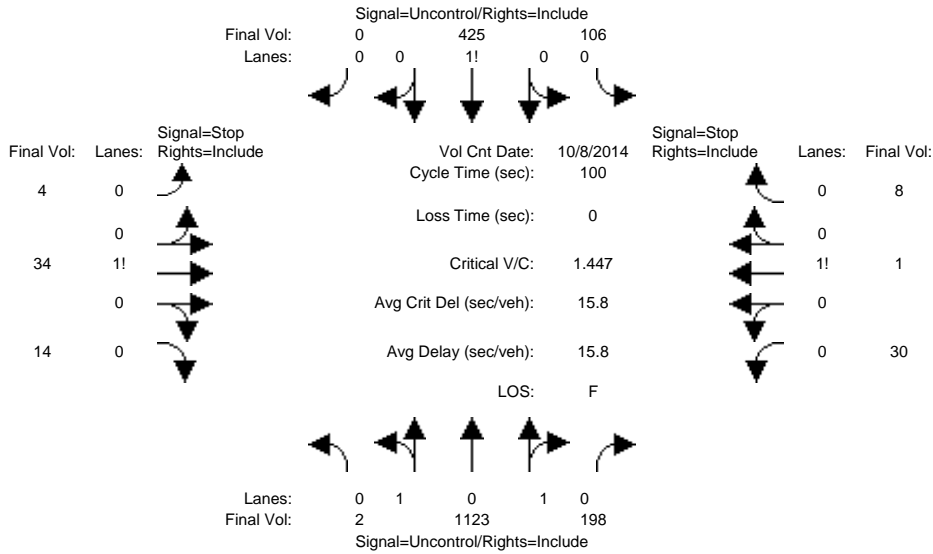 Signal=Uncontrol/Rights=Include
Final Vol: 0 425 106
Lanes: 0 0 1! 0 0
Signal=Stop
Final Vol: Lanes: Rights=Include
Vol Cnt Date: 10/8/2014
Signal=Stop
Rights=Include Lanes: Final Vol:
Cycle Time (sec): 100
4 0
0 8
Loss Time (sec): 0
0
0
34 1!
Critical V/C: 1.447
1! 1
0
Avg Crit Del (sec/veh): 15.8
0
14 0
Avg Delay (sec/veh): 15.8
0 30
LOS: F
Lanes: 0 1 0 1 0
Final Vol: 2 1123 198
Signal=Uncontrol/Rights=Include